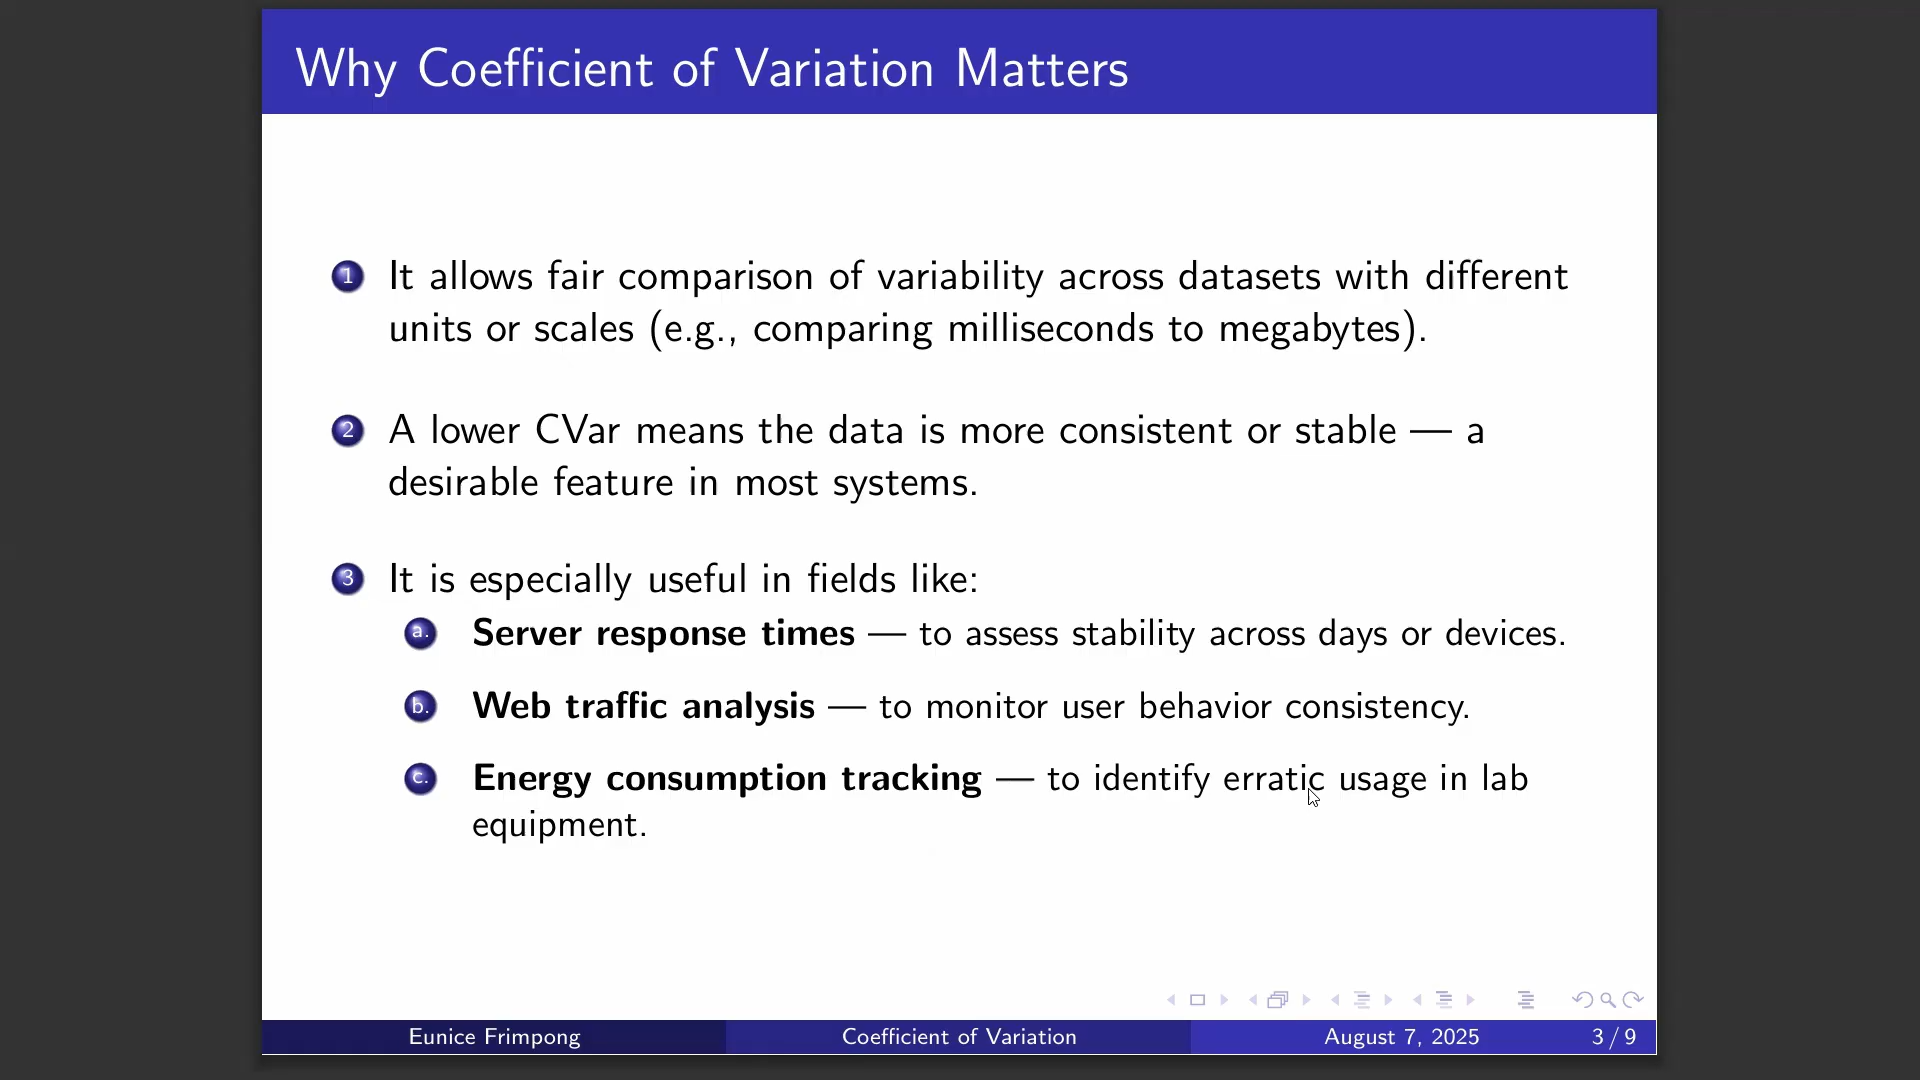 Why Coefficient of Variation Matters
1 It allows fair comparison of variability across datasets with different
units or scales (e.g., comparing milliseconds to megabytes).
2 A lower CVar means the data is more consistent or stable — a
desirable feature in most systems.
3 It is especially useful in fields like:
a. Server response times — to assess stability across days or devices.
b. Web traffic analysis — to monitor user behavior consistency.
c. Energy consumption tracking — to identify erratic usage in lab
equipment.
Eunice Frimpong Coefficient of Variation August 7, 2025 3 / 9